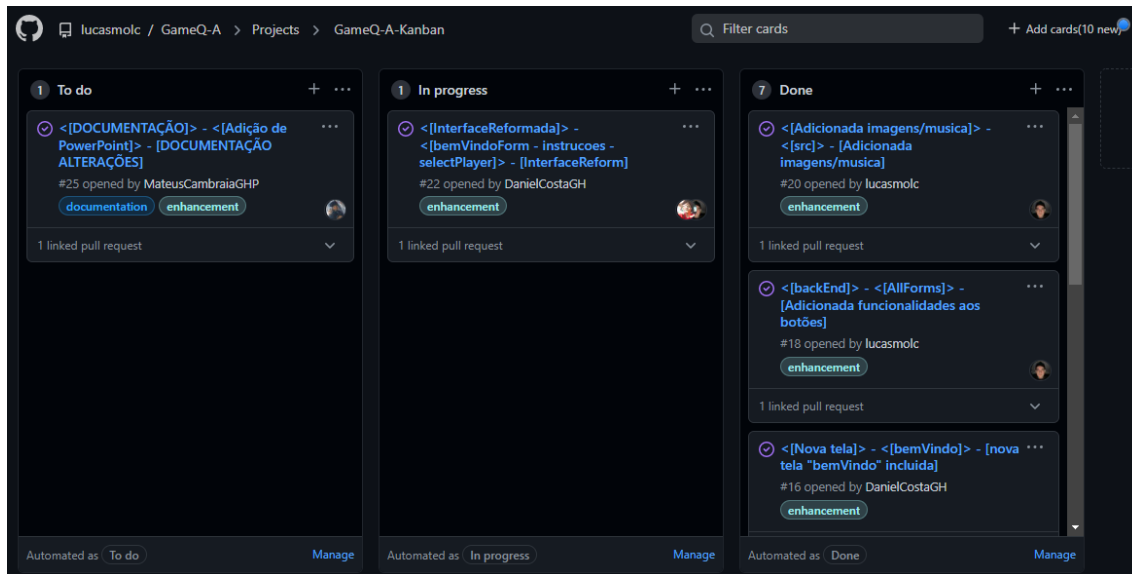 lucasmolc / GameQ-A > Projects > GameQ-A-Kanban
Filter cards
+ Add cards(10 new)
1 To do
<[DOCUMENTAÇÃO]> - <[Adição de
PowerPoint]> - [DOCUMENTAÇÃO
ALTERAÇÕES]
#25 opened by MateusCambraiaGHP
documentation enhancement
1 linked pull request
Automated as To do Manage
1 In progress
<[InterfaceReformada]> -
<[bemVindoForm - instrucoes -
selectPlayer]> - [InterfaceReform]
#22 opened by DanielCostaGH
enhancement
1 linked pull request
Automated as In progress Manage
7 Done
<[Adicionada imagens/musica]> -
<[src]> - [Adicionada
imagens/musica]
#20 opened by lucasmolc
enhancement
1 linked pull request
<[backEnd]> - <[AllForms]> -
[Adicionada funcionalidades aos
botões]
#18 opened by lucasmolc
enhancement
1 linked pull request
<[Nova tela]> - <[bemVindo]> - [nova
tela "bemVindo" incluida]
#16 opened by DanielCostaGH
enhancement
Automated as Done Manage